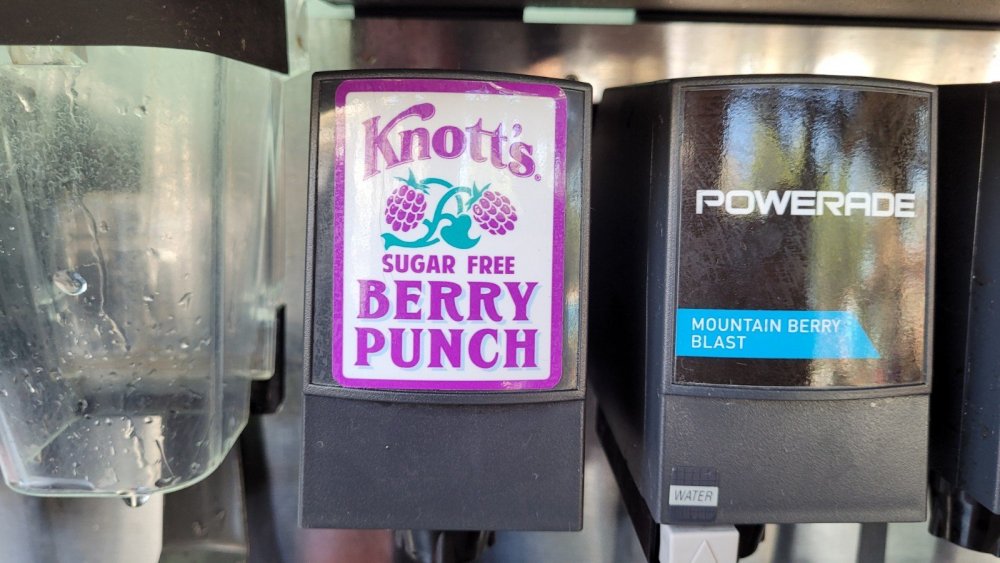 Knott's®
SUGAR FREE
BERRY
PUNCH
POWERADE
MOUNTAIN BERRY
BLAST
WATER